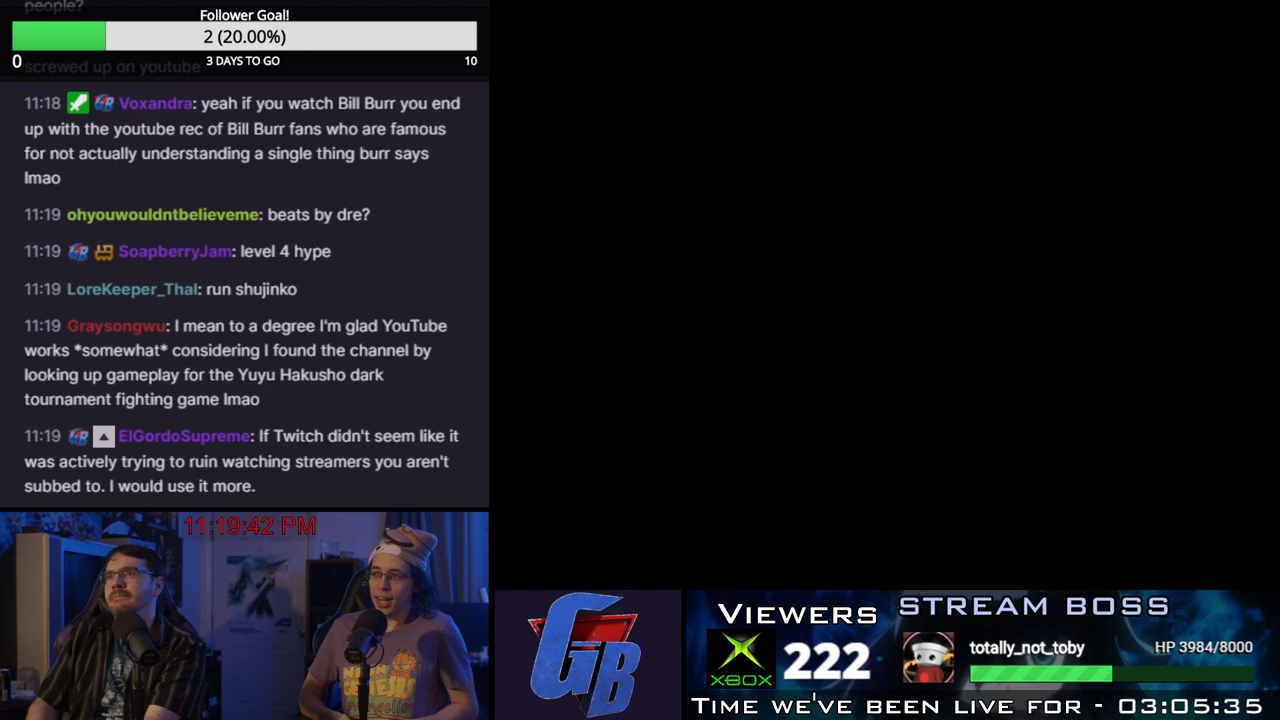 people?
Follower Goal!
2 (20.00%)
0
3 DAYS TO GO
10
screwed up on youtube
11:18 Voxandra: yeah if you watch Bill Burr you end
up with the youtube rec of Bill Burr fans who are famous
for not actually understanding a single thing burr says
lmao
11:19 ohyouwouldntbelieveme: beats by dre?
11:19 SoapberryJam: level 4 hype
11:19 LoreKeeper_Thal: run shujinko
11:19 Graysongwu: I mean to a degree I'm glad YouTube
works *somewhat* considering I found the channel by
looking up gameplay for the Yuyu Hakusho dark
tournament fighting game lmao
11:19 ElGordoSupreme: If Twitch didn't seem like it
was actively trying to ruin watching streamers you aren't
subbed to. I would use it more.
11:19:42 PM
GB
VIEWERS
XBOX
222
STREAM BOSS
totally_not_toby
HP 3984/8000
TIME WE'VE BEEN LIVE FOR - 03:05:35